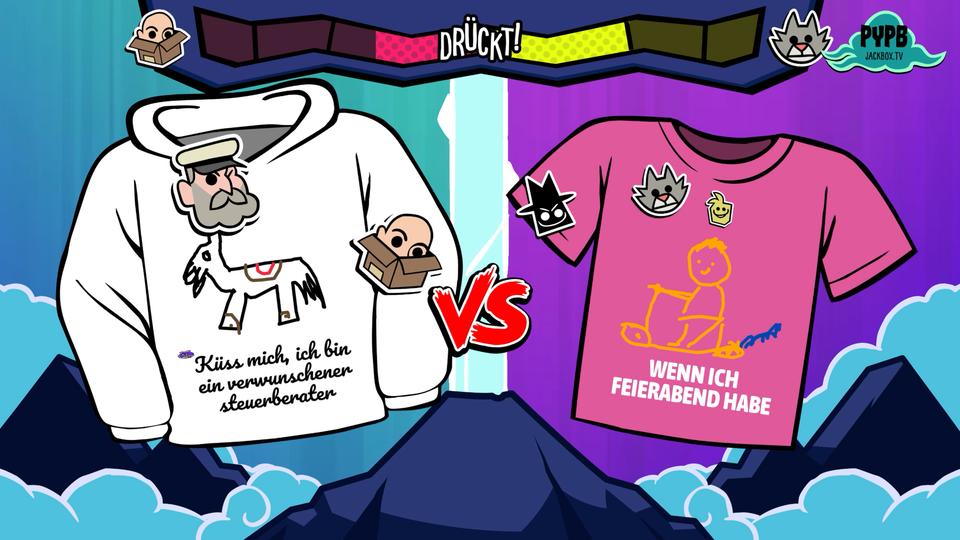 DRÜCKT!
PYPB
JACKBOX.TV
Küss mich, ich bin
ein verwunschener
steuerberater
VS
WENN ICH
FEIERABEND HABE